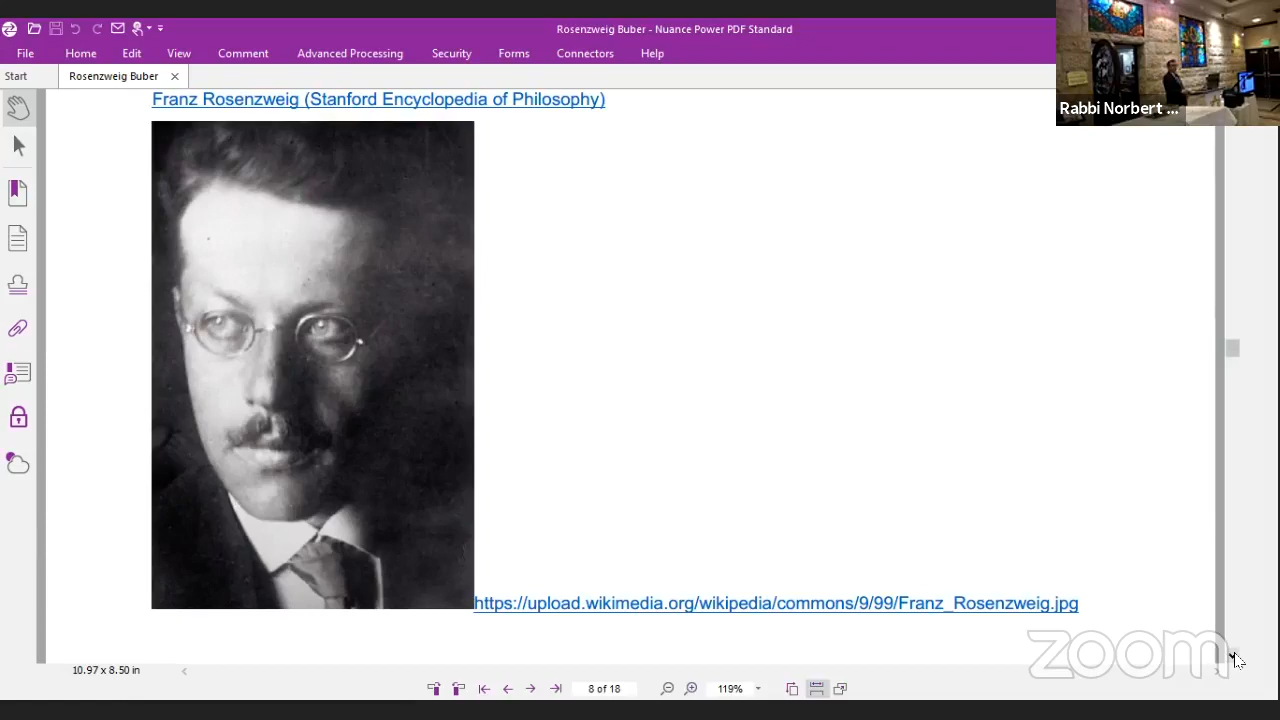 Rosenzweig Buber - Nuance Power PDF Standard
File Home Edit View Comment Advanced Processing Security Forms Connectors Help
Start Rosenzweig Buber
Rabbi Norbert ...
Franz Rosenzweig (Stanford Encyclopedia of Philosophy)
https://upload.wikimedia.org/wikipedia/commons/9/99/Franz_Rosenzweig.jpg
zoom
10.97 x 8.50 in
8 of 18 119%